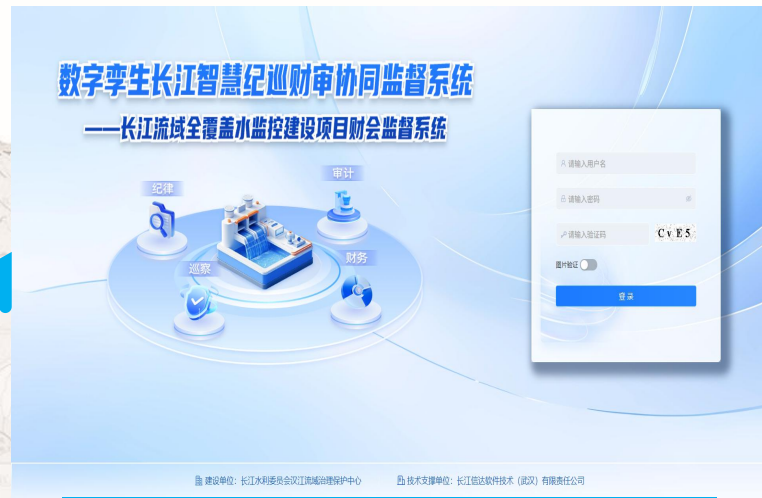 数字孪生长江智慧纪巡财审协同监督系统
——长江流域全覆盖水监控建设项目财会监督系统
审计
纪律
财务
巡察
请输入用户名
请输入密码
请输入验证码
CvE5
图片验证
登录
建设单位：长江水利委员会汉江流域治理保护中心 技术支撑单位：长江信达软件技术（武汉）有限责任公司